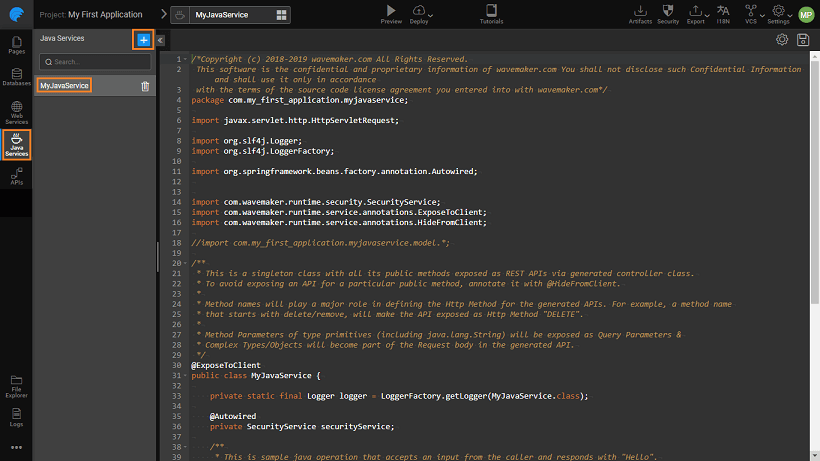 Project: My First Application
MyJavaService
Preview
Deploy
Tutorials
Artifacts
Security
Export
I18N
VCS
Settings
MP
Pages
Databases
Web
Services
Java
Services
APIs
File
Explorer
Logs
Java Services
+
Search...
MyJavaService
1 /*Copyright (c) 2018-2019 wavemaker.com All Rights Reserved.
2 This software is the confidential and proprietary information of wavemaker.com You shall not disclose such Confidential Information
and shall use it only in accordance
3 with the terms of the source code license agreement you entered into with wavemaker.com*/
4 package com.my_first_application.myjavaservice;
5
6 import javax.servlet.http.HttpServletRequest;
7
8 import org.slf4j.Logger;
9 import org.slf4j.LoggerFactory;
10
11 import org.springframework.beans.factory.annotation.Autowired;
12
13
14 import com.wavemaker.runtime.security.SecurityService;
15 import com.wavemaker.runtime.service.annotations.ExposeToClient;
16 import com.wavemaker.runtime.service.annotations.HideFromClient;
17
18 //import com.my_first_application.myjavaservice.model.*;
19
20 /**
21 * This is a singleton class with all its public methods exposed as REST APIs via generated controller class.
22 * To avoid exposing an API for a particular public method, annotate it with @HideFromClient.
23 *
24 * Method names will play a major role in defining the Http Method for the generated APIs. For example, a method name
25 * that starts with delete/remove, will make the API exposed as Http Method "DELETE".
26 *
27 * Method Parameters of type primitives (including java.lang.String) will be exposed as Query Parameters &
28 * Complex Types/Objects will become part of the Request body in the generated API.
29 */
30 @ExposeToClient
31 public class MyJavaService {
32
33 private static final Logger logger = LoggerFactory.getLogger(MyJavaService.class);
34
35 @Autowired
36 private SecurityService securityService;
37
38 /**
39 * This is sample java operation that accepts an input from the caller and responds with "Hello".